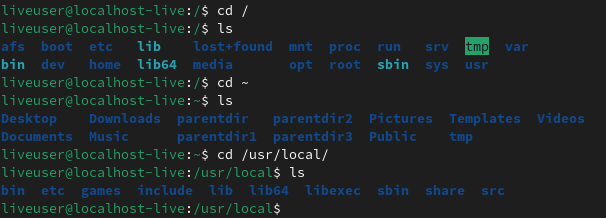 liveuser@localhost-live:/$ cd /
liveuser@localhost-live:/$ ls
afs  boot  etc   lib    lost+found  mnt  proc  run   srv  tmp  var
bin  dev   home  lib64  media       opt  root  sbin  sys  usr
liveuser@localhost-live:/$ cd ~
liveuser@localhost-live:~$ ls
Desktop    Downloads  parentdir   parentdir2  Pictures  Templates  Videos
Documents  Music      parentdir1  parentdir3  Public    tmp
liveuser@localhost-live:~$ cd /usr/local/
liveuser@localhost-live:/usr/local$ ls
bin  etc  games  include  lib  lib64  libexec  sbin  share  src
liveuser@localhost-live:/usr/local$